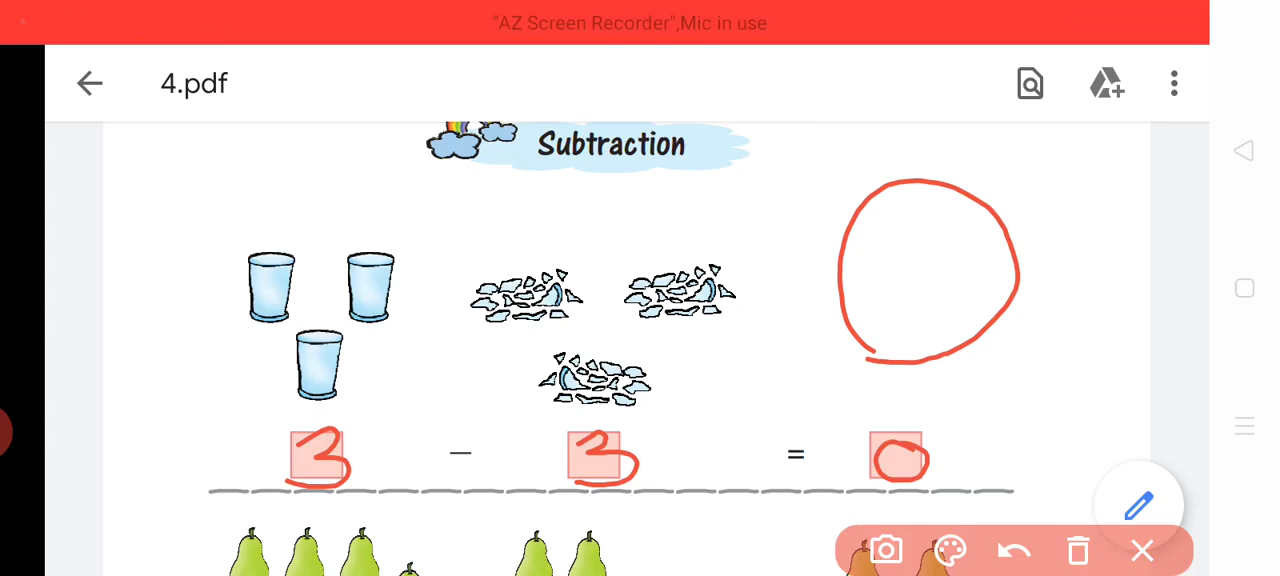 "AZ Screen Recorder",Mic in use
4.pdf
Subtraction
3 - 3 = 0